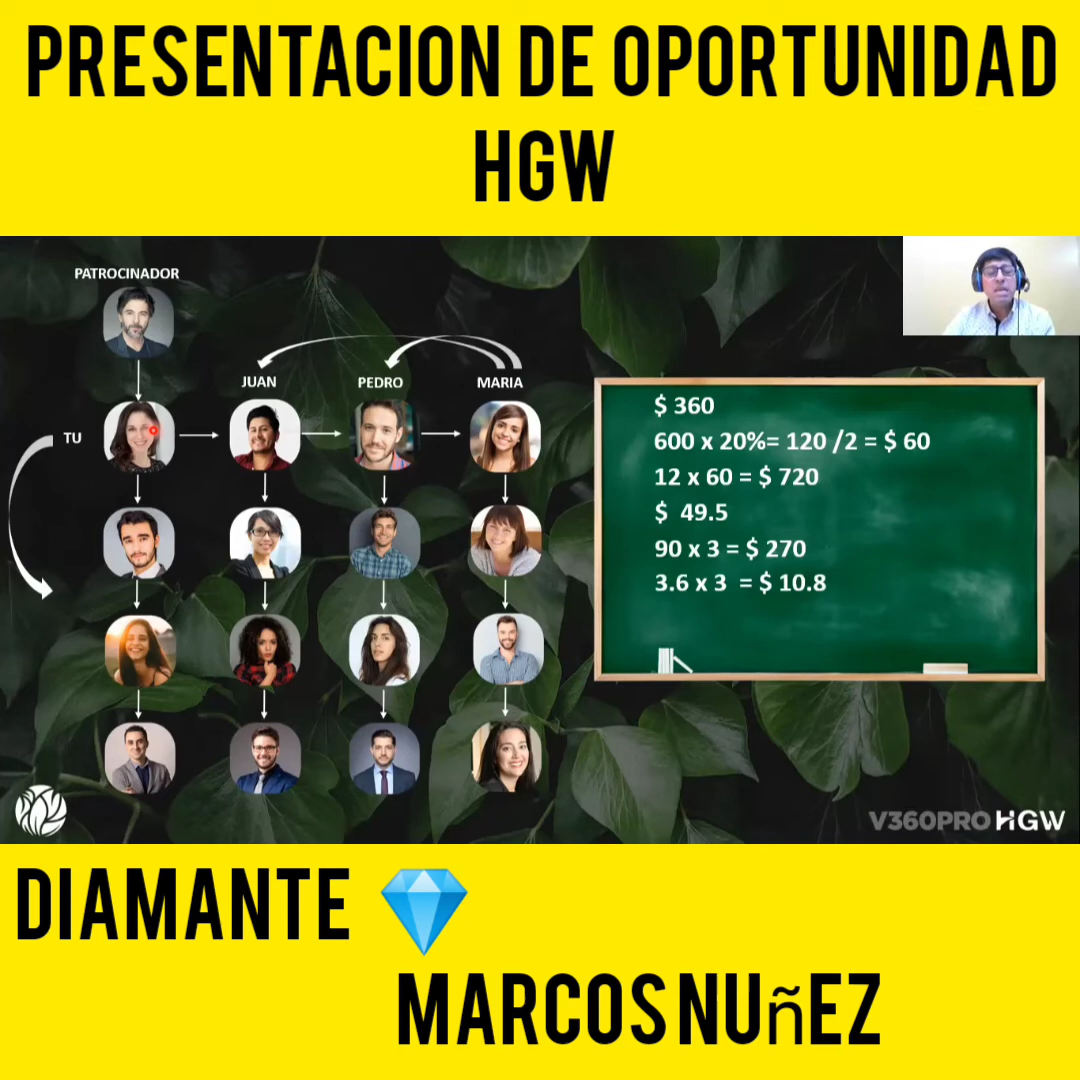 PRESENTACION DE OPORTUNIDAD
HGW
PATROCINADOR
JUAN
PEDRO
MARIA
TU
$ 360
600 x 20%= 120 /2 = $ 60
12 x 60 = $ 720
$ 49.5
90 x 3 = $ 270
3.6 x 3 = $ 10.8
V360PRO HGW
DIAMANTE
MARCOS NUñEZ